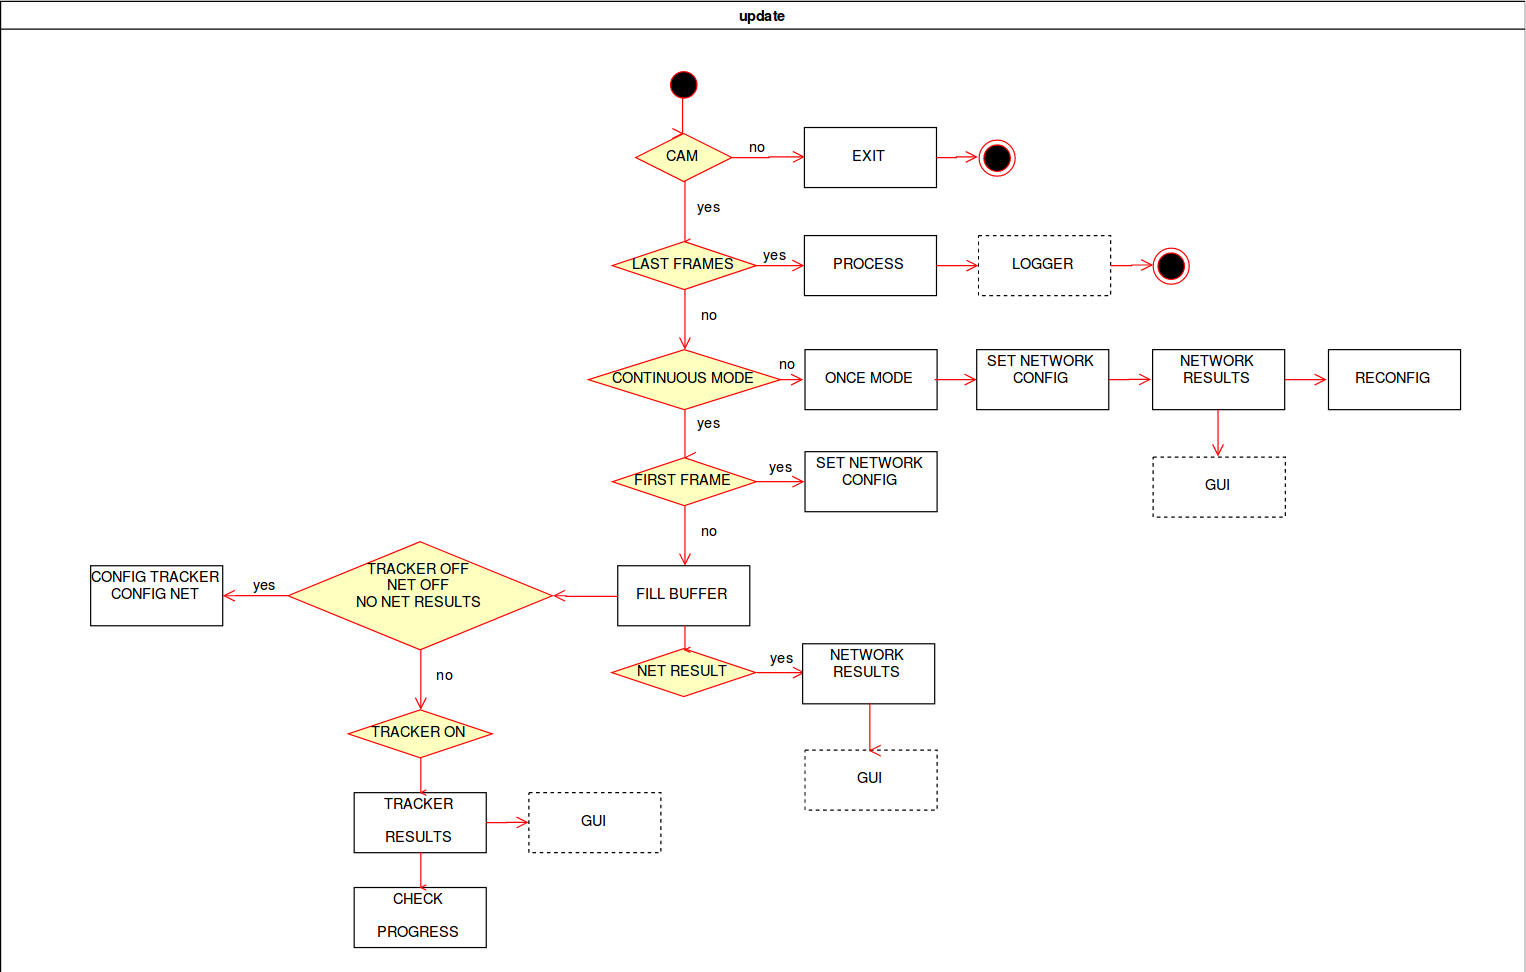 update
CAM
no
EXIT
yes
LAST FRAMES
yes
PROCESS
LOGGER
no
CONTINUOUS MODE
no
ONCE MODE
SET NETWORK
CONFIG
NETWORK
RESULTS
RECONFIG
yes
GUI
FIRST FRAME
yes
SET NETWORK
CONFIG
no
FILL BUFFER
TRACKER OFF
NET OFF
NO NET RESULTS
yes
CONFIG TRACKER
CONFIG NET
NET RESULT
yes
NETWORK
RESULTS
GUI
no
TRACKER ON
TRACKER
RESULTS
GUI
CHECK
PROGRESS